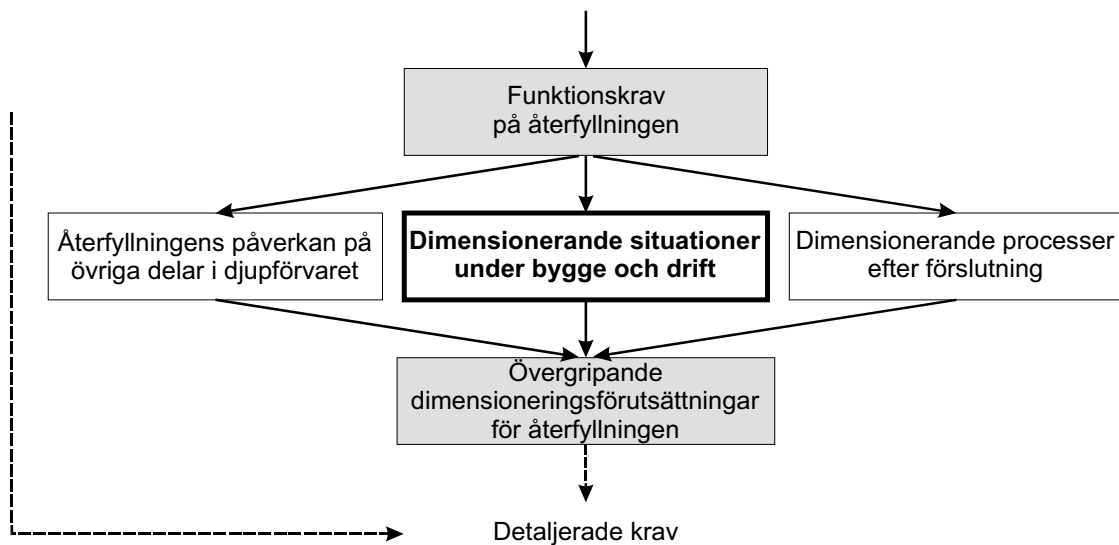 Funktionskrav
på återfyllningen
Återfyllningens påverkan på
övriga delar i djupförvaret
Dimensionerande situationer
under bygge och drift
Dimensionerande processer
efter förslutning
Övergripande
dimensioneringsförutsättningar
för återfyllningen
Detaljerade krav